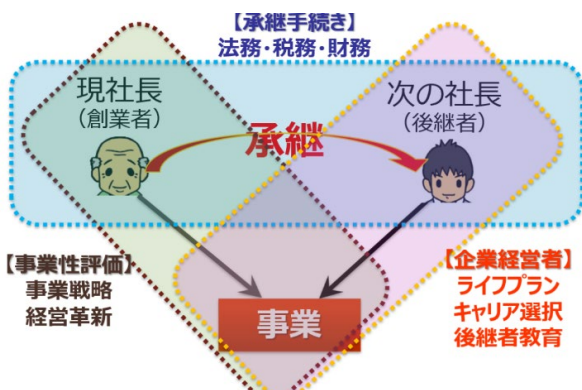 【承継手続き】
法務・税務・財務
現社長
（創業者）
次の社長
（後継者）
承継
【事業性評価】
事業戦略
経営革新
【企業経営者】
ライフプラン
キャリア選択
後継者教育
事業